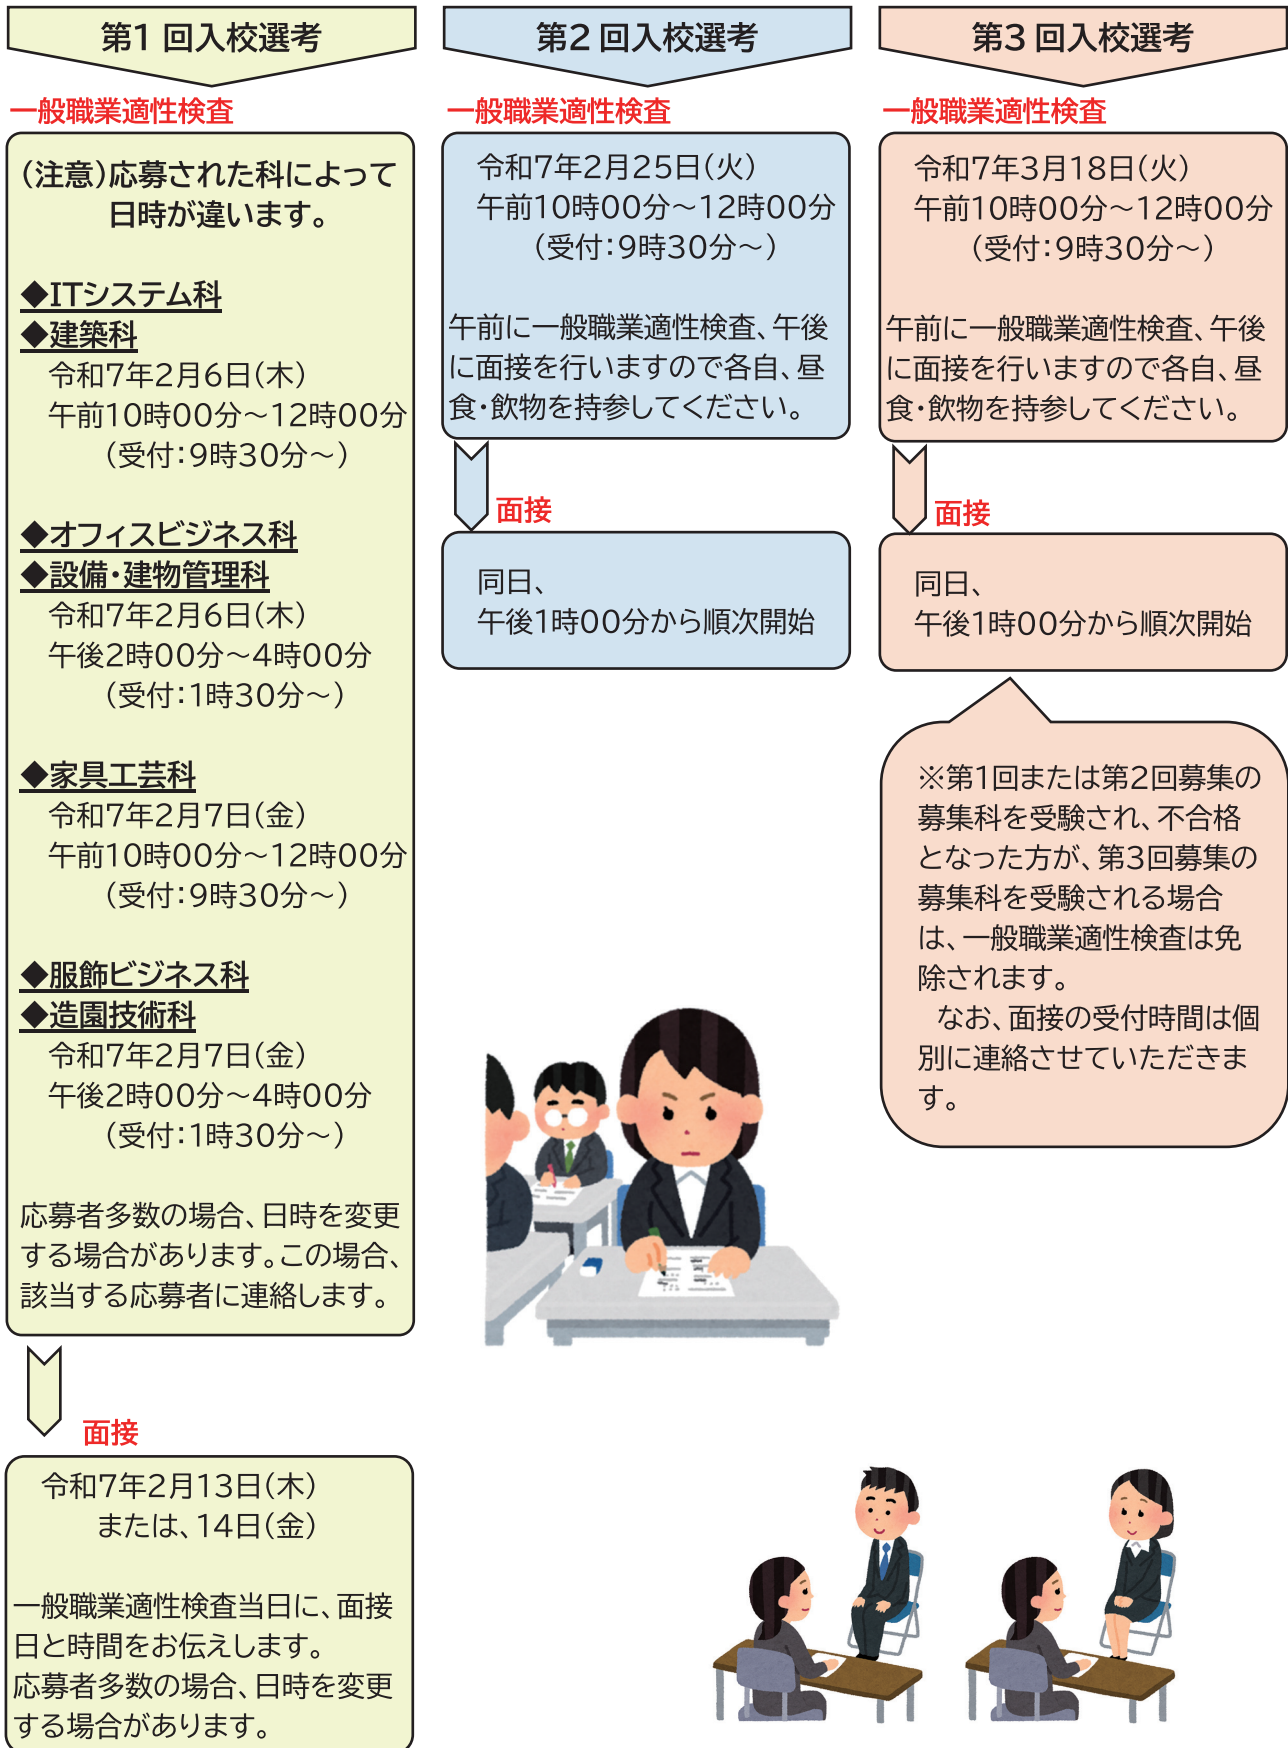 第1回入校選考
一般職業適性検査
（注意）応募された科によって
日時が違います。
◆ITシステム科
◆建築科
令和7年2月6日（木）
午前10時00分～12時00分
（受付：9時30分～）
◆オフィスビジネス科
◆設備・建物管理科
令和7年2月6日（木）
午後2時00分～4時00分
（受付：1時30分～）
◆家具工芸科
令和7年2月7日（金）
午前10時00分～12時00分
（受付：9時30分～）
◆服飾ビジネス科
◆造園技術科
令和7年2月7日（金）
午後2時00分～4時00分
（受付：1時30分～）
応募者多数の場合、日時を変更
する場合があります。この場合、
該当する応募者に連絡します。
面接
令和7年2月13日（木）
または、14日（金）
一般職業適性検査当日に、面接
日と時間をお伝えします。
応募者多数の場合、日時を変更
する場合があります。
第2回入校選考
一般職業適性検査
令和7年2月25日（火）
午前10時00分～12時00分
（受付：9時30分～）
午前に一般職業適性検査、午後
に面接を行いますので各自、昼
食・飲物を持参してください。
面接
同日、
午後1時00分から順次開始
第3回入校選考
一般職業適性検査
令和7年3月18日（火）
午前10時00分～12時00分
（受付：9時30分～）
午前に一般職業適性検査、午後
に面接を行いますので各自、昼
食・飲物を持参してください。
面接
同日、
午後1時00分から順次開始
※第1回または第2回募集の
募集科を受験され、不合格
となった方が、第3回募集の
募集科を受験される場合
は、一般職業適性検査は免
除されます。
なお、面接の受付時間は個
別に連絡させていただきま
す。